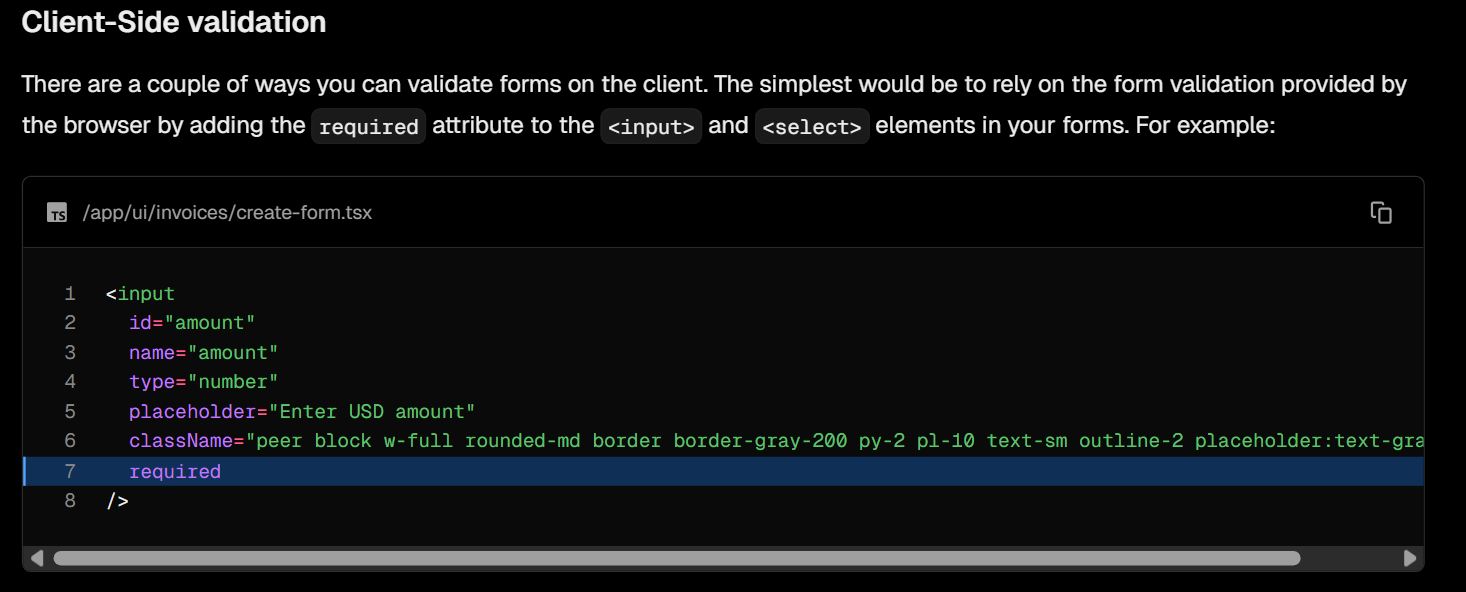 Client-Side validation
There are a couple of ways you can validate forms on the client. The simplest would be to rely on the form validation provided by
the browser by adding the required attribute to the <input> and <select> elements in your forms. For example:
TS /app/ui/invoices/create-form.tsx
1 <input
2   id="amount"
3   name="amount"
4   type="number"
5   placeholder="Enter USD amount"
6   className="peer block w-full rounded-md border border-gray-200 py-2 pl-10 text-sm outline-2 placeholder:text-gra
7   required
8 />